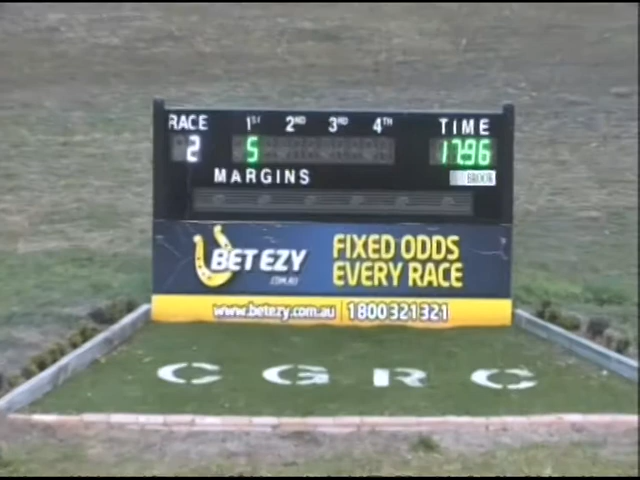 RACE 1ST 2ND 3RD 4TH TIME
2 5 17.96
MARGINS
BET EZY
.COM.AU
FIXED ODDS
EVERY RACE
www.betezy.com.au 1800 321 321
C G R C